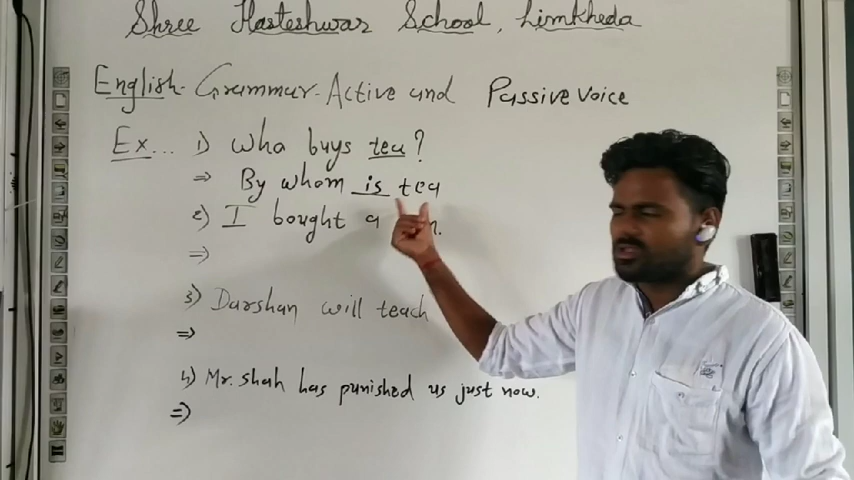 Shree Hasteshwar School, Limkheda
English- Grammar- Active and Passive voice
Ex... 1) Who buys tea?
⇒ By whom is tea
2) I bought a
⇒
3) Darshan will teach
⇒
4) Mr. Shah has punished us just now.
⇒